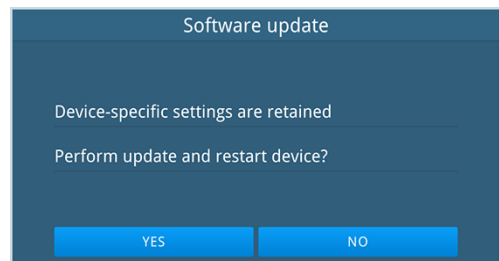 Software update
Device-specific settings are retained
Perform update and restart device?
YES
NO